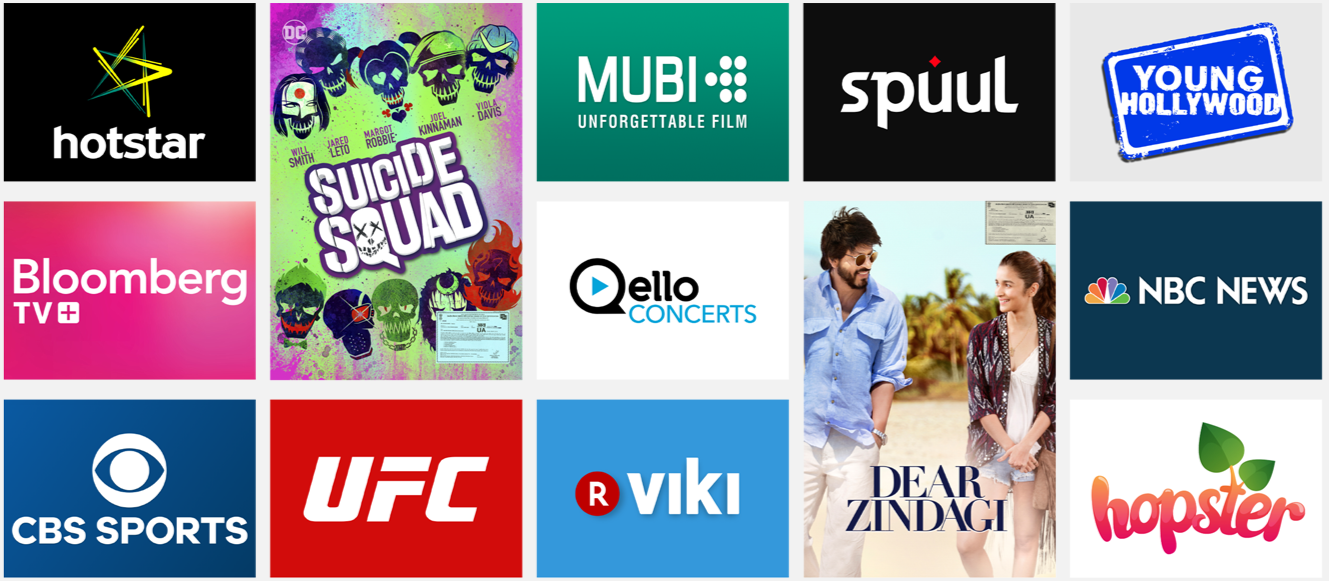 hotstar
DC
WILL SMITH
JARED LETO
MARGOT ROBBIE
JOEL KINNAMAN
VIOLA DAVIS
SUICIDE
SQUAD
UA
MUBI
UNFORGETTABLE FILM
spuul
YOUNG
HOLLYWOOD
Bloomberg
TV+
Qello
CONCERTS
UA
DEAR
ZINDAGI
NBC NEWS
CBS SPORTS
UFC
R viki
hopster